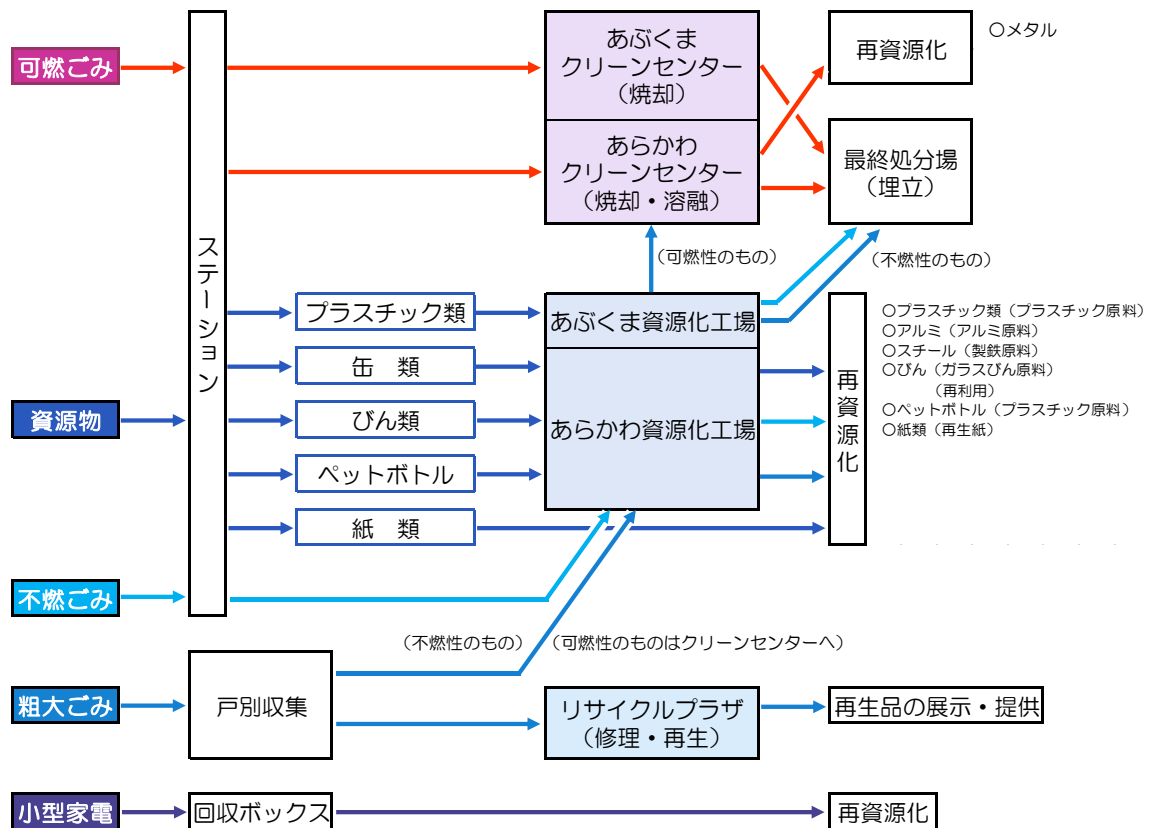 可燃ごみ
資源物
不燃ごみ
粗大ごみ
小型家電
ステーション
戸別収集
回収ボックス
プラスチック類
缶　類
びん類
ペットボトル
紙　類
あぶくま
クリーンセンター
（焼却）
あらかわ
クリーンセンター
（焼却・溶融）
（可燃性のもの）
あぶくま資源化工場
あらかわ資源化工場
（不燃性のもの）
（可燃性のものはクリーンセンターへ）
リサイクルプラザ
（修理・再生）
再資源化
〇メタル
最終処分場
（埋立）
（不燃性のもの）
再資源化
〇プラスチック類（プラスチック原料）
〇アルミ（アルミ原料）
〇スチール（製鉄原料）
〇びん（ガラスびん原料）
（再利用）
〇ペットボトル（プラスチック原料）
〇紙類（再生紙）
再生品の展示・提供
再資源化